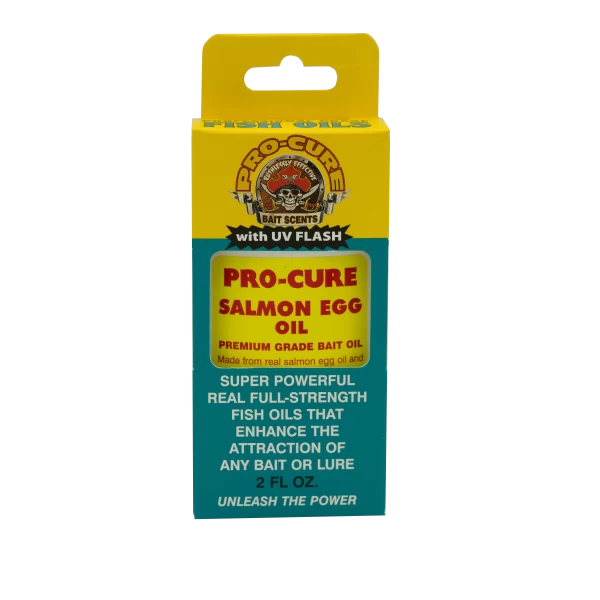 FISH OILS
PRO-CURE
RUTHLESSLY EFFECTIVE
BAIT SCENTS
with UV FLASH
PRO-CURE
SALMON EGG
OIL
PREMIUM GRADE BAIT OIL
Made from real salmon egg oil and
SUPER POWERFUL
REAL FULL-STRENGTH
FISH OILS THAT
ENHANCE THE
ATTRACTION OF
ANY BAIT OR LURE
2 FL OZ.
UNLEASH THE POWER